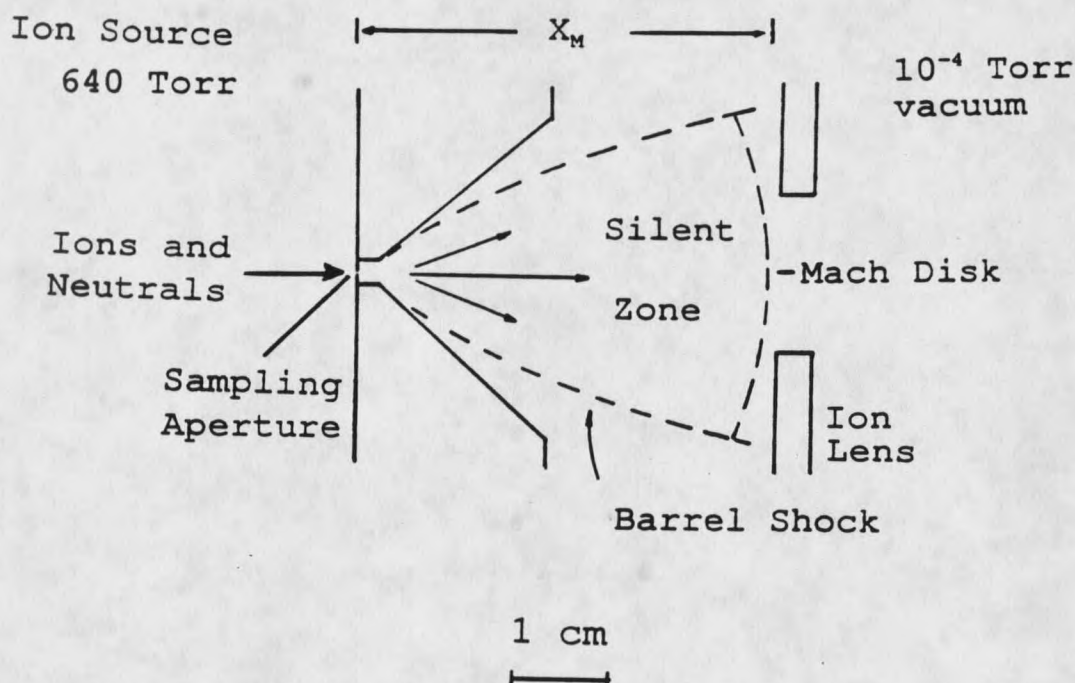 Ion Source
640 Torr
X_M
10⁻⁴ Torr
vacuum
Ions and
Neutrals
Silent
Zone
Mach Disk
Sampling
Aperture
Ion
Lens
Barrel Shock
1 cm